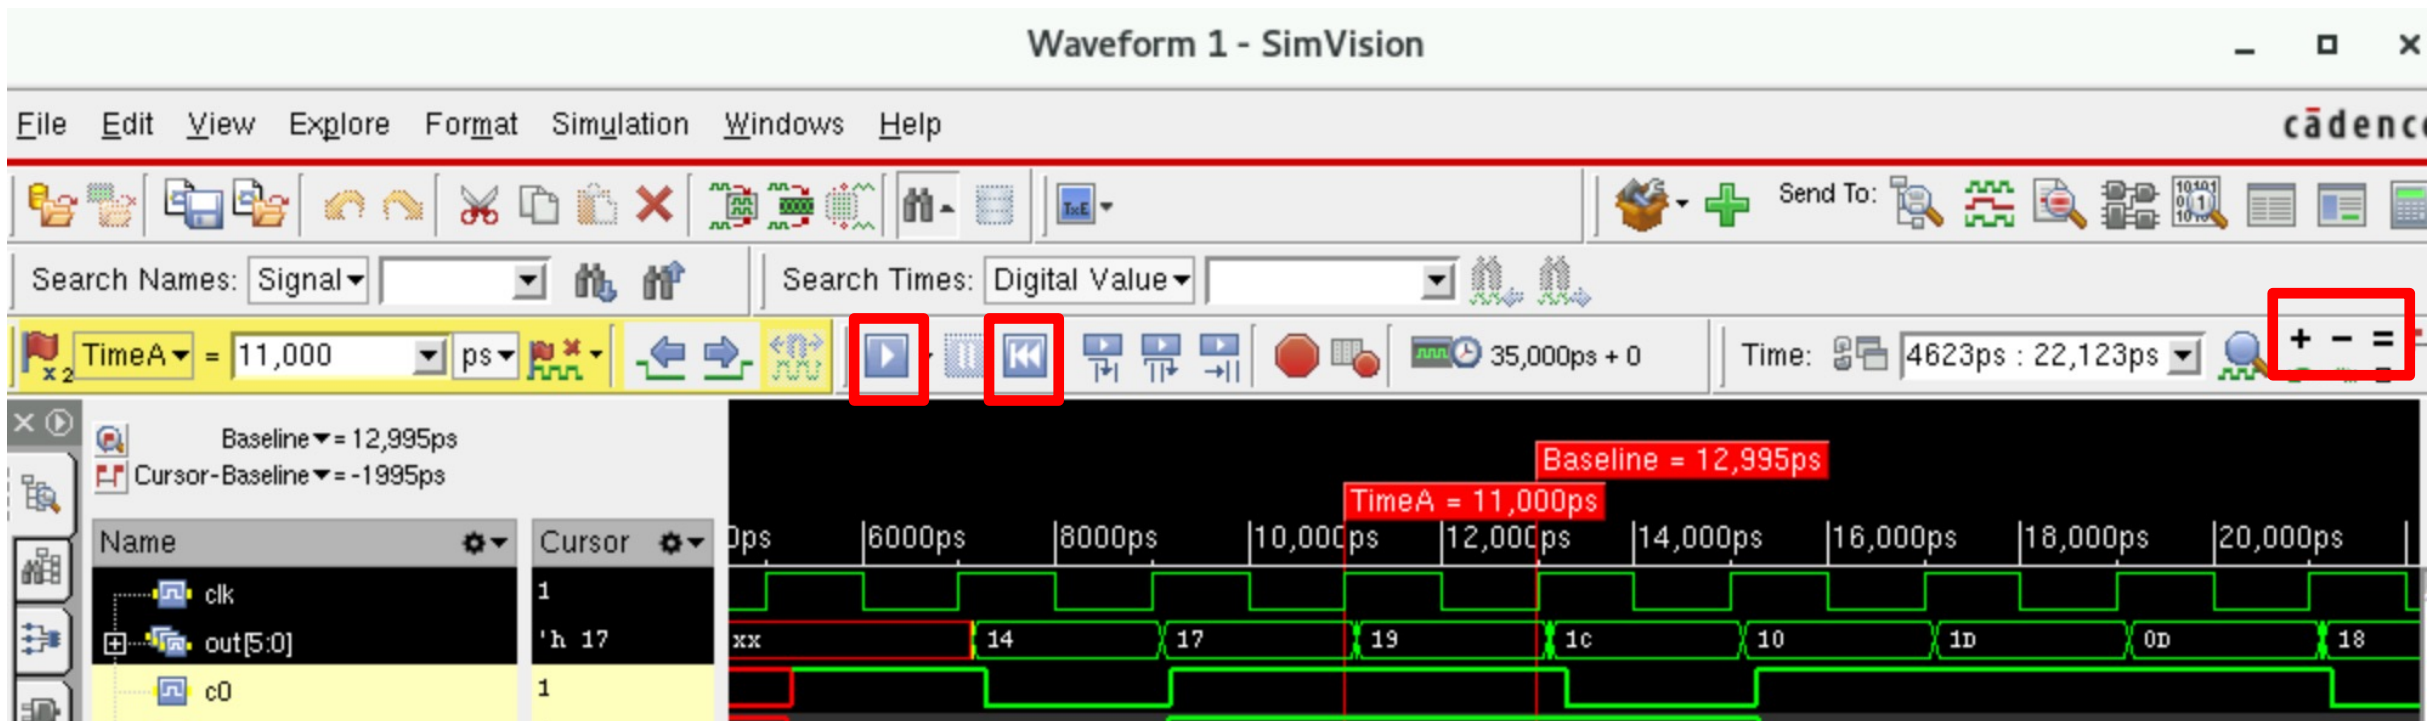 Waveform 1 - SimVision
File Edit View Explore Format Simulation Windows Help
cādence
TxE
Send To:
Search Names: Signal
Search Times: Digital Value
x2 TimeA = 11,000 ps
35,000ps + 0
Time: 4623ps : 22,123ps
+ - =
Baseline = 12,995ps
Cursor-Baseline = -1995ps
Baseline = 12,995ps
TimeA = 11,000ps
Name Cursor
0ps 6000ps 8000ps 10,000ps 12,000ps 14,000ps 16,000ps 18,000ps 20,000ps
clk 1
out[5:0] 'h 17 xx 14 17 19 1C 10 1D 0D 18
c0 1